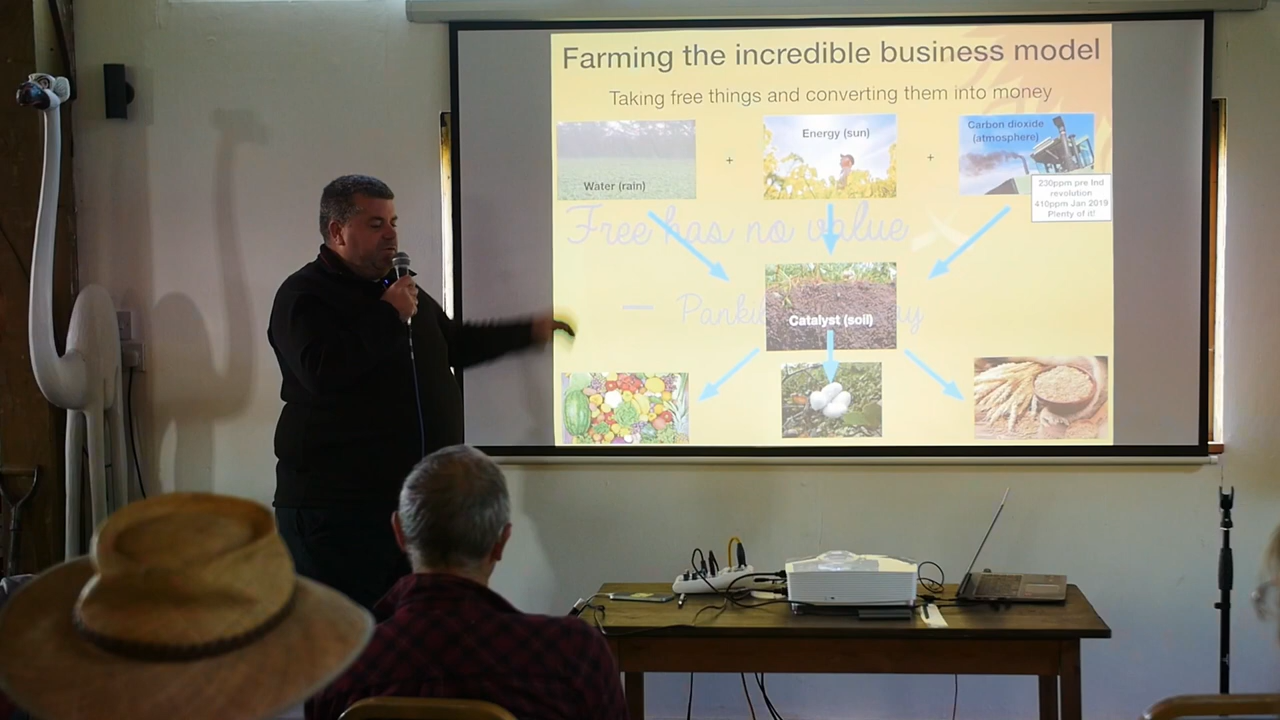 Farming the incredible business model
Taking free things and converting them into money
Water (rain)
+
Energy (sun)
+
Carbon dioxide
(atmosphere)
230ppm pre Ind
revolution
410ppm Jan 2019
Plenty of it!
Free has no value
Catalyst (soil)